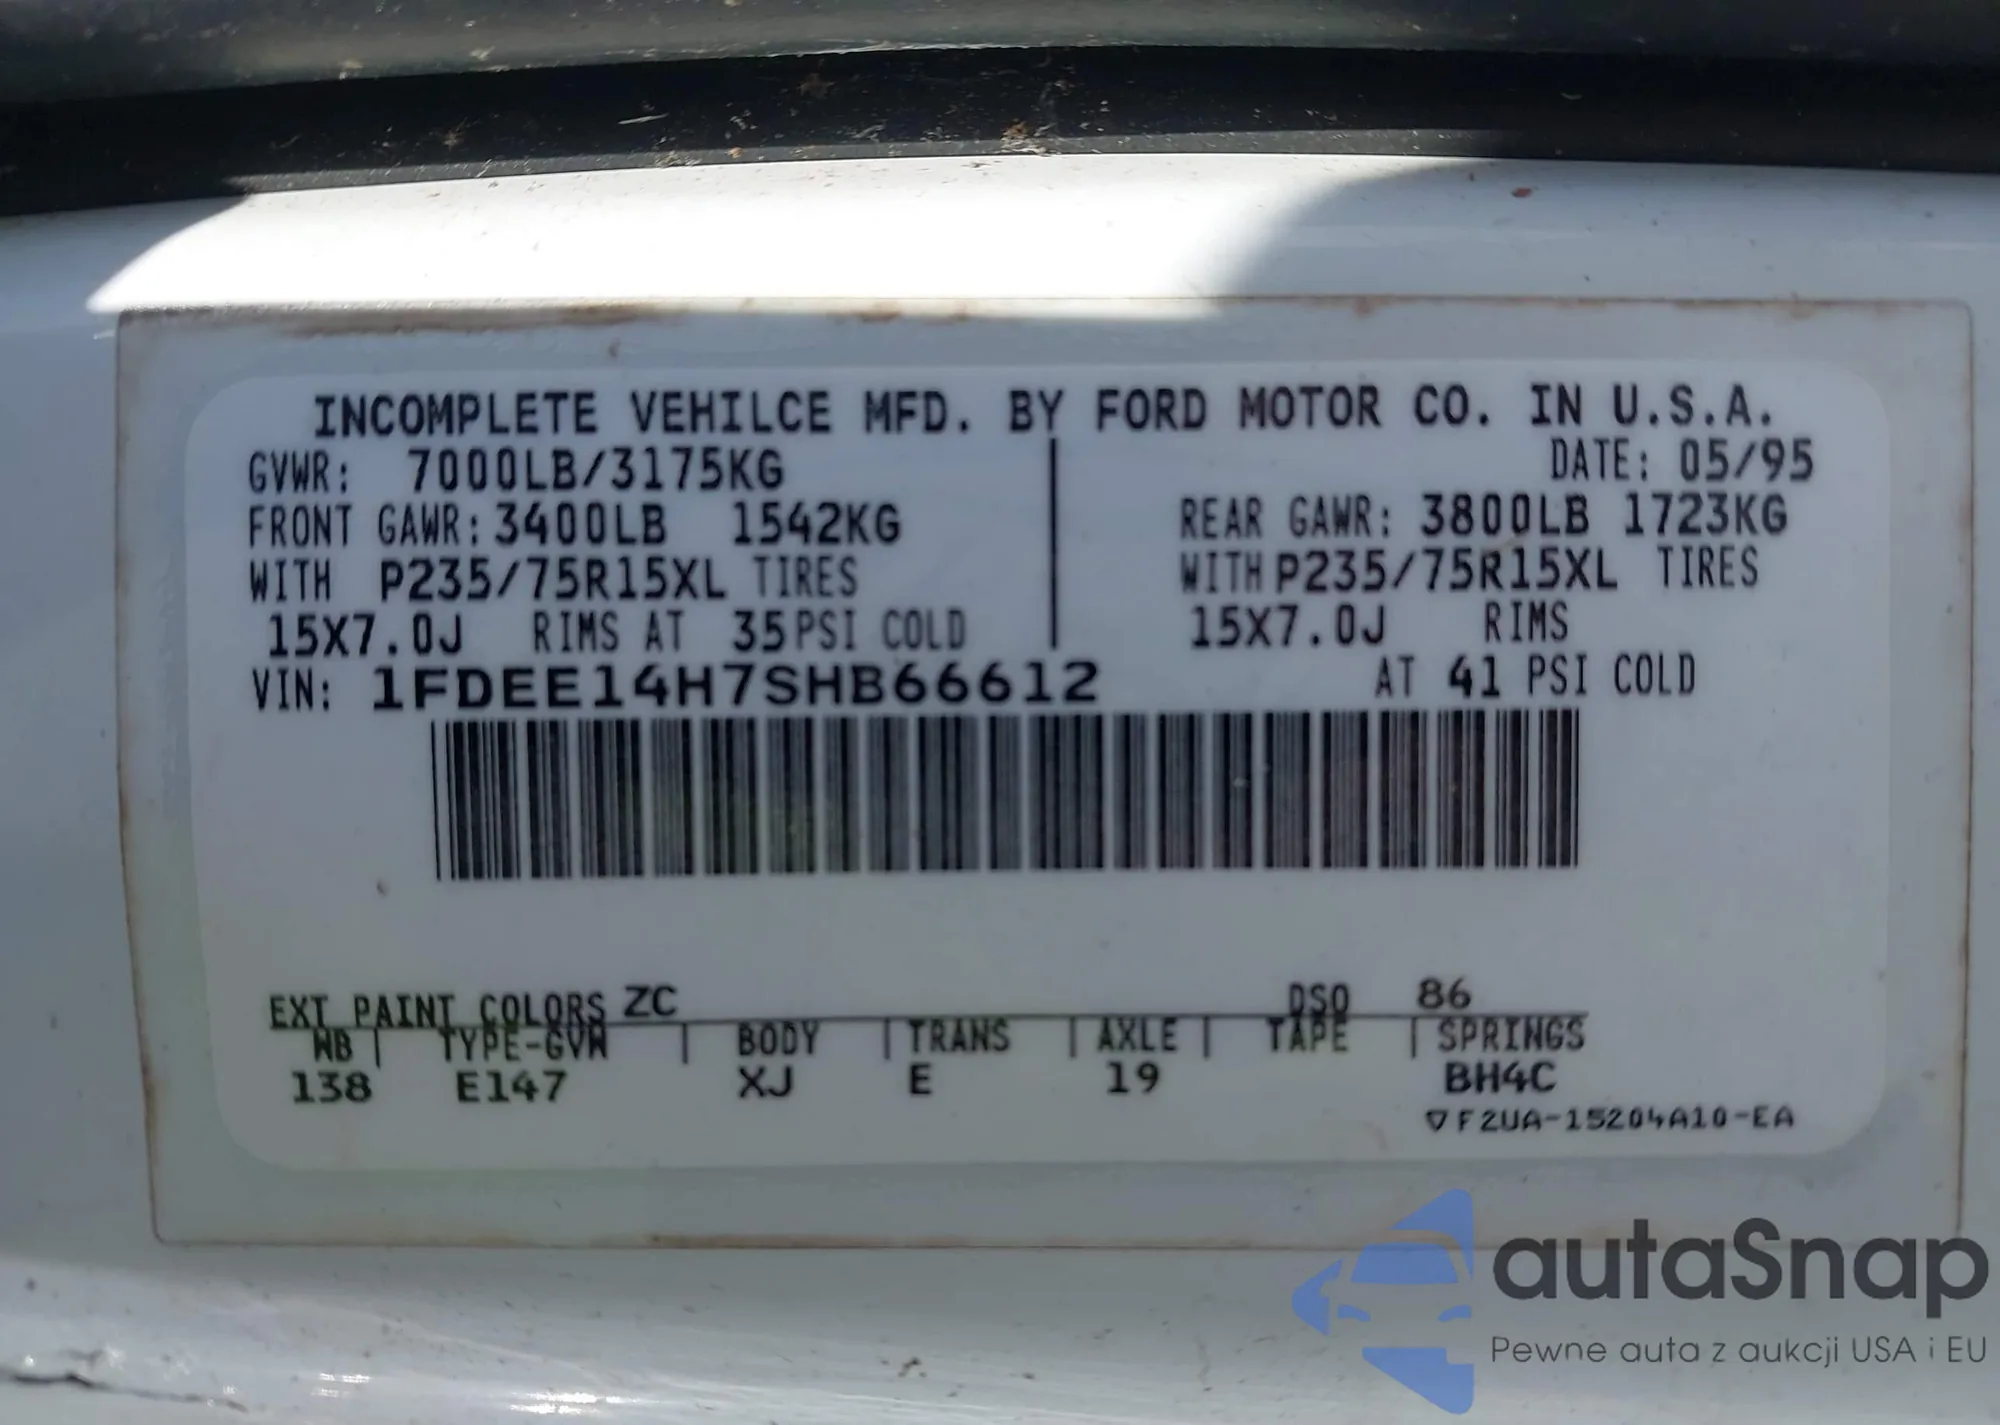 INCOMPLETE VEHILCE MFD. BY FORD MOTOR CO. IN U.S.A.
GVWR: 7000LB/3175KG DATE: 05/95
FRONT GAWR: 3400LB 1542KG REAR GAWR: 3800LB 1723KG
WITH P235/75R15XL TIRES WITH P235/75R15XL TIRES
15X7.0J RIMS AT 35 PSI COLD 15X7.0J RIMS
VIN: 1FDEE14H7SHB66612 AT 41 PSI COLD
EXT PAINT COLORS ZC DSO 86
WB | TYPE-GVW | BODY | TRANS | AXLE | TAPE | SPRINGS
138 E147 XJ E 19 BH4C
▽F2UA-15204A10-EA
autaSnap
Pewne auta z aukcji USA i EU